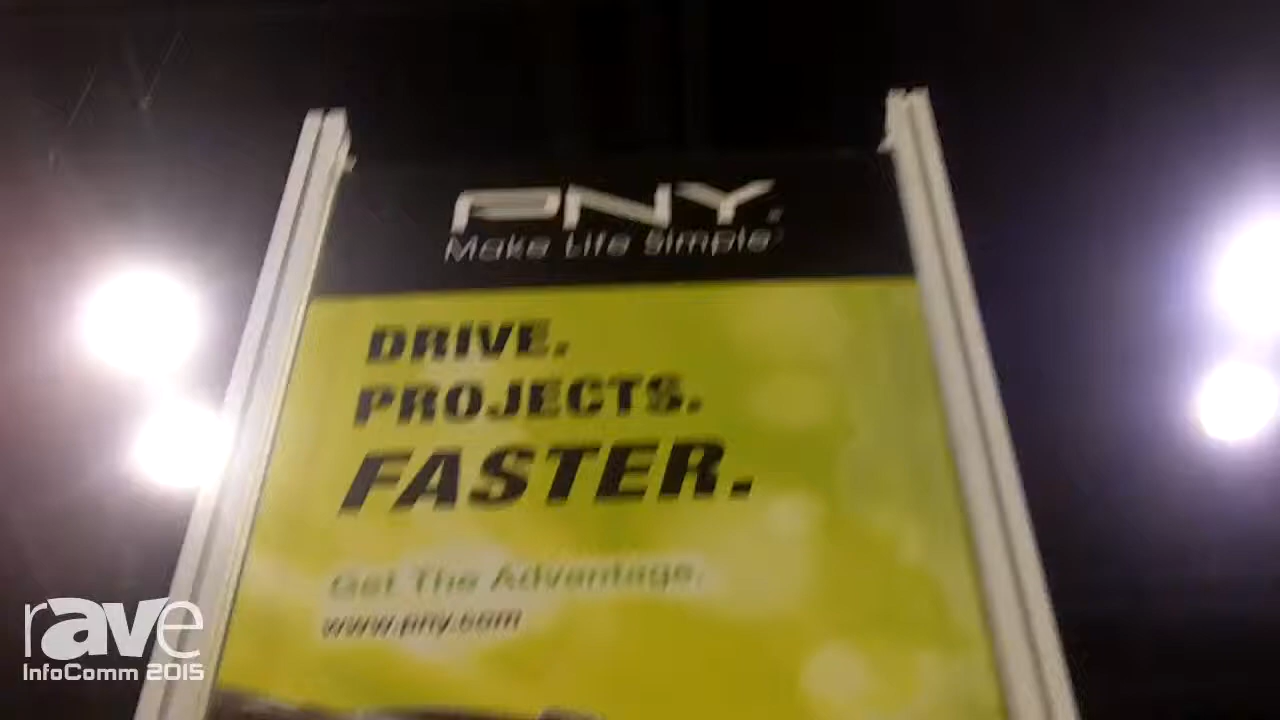 PNY.
Make Life Simple.
DRIVE.
PROJECTS.
FASTER.
Get The Advantage.
www.pny.com
rAVe
InfoComm 2015